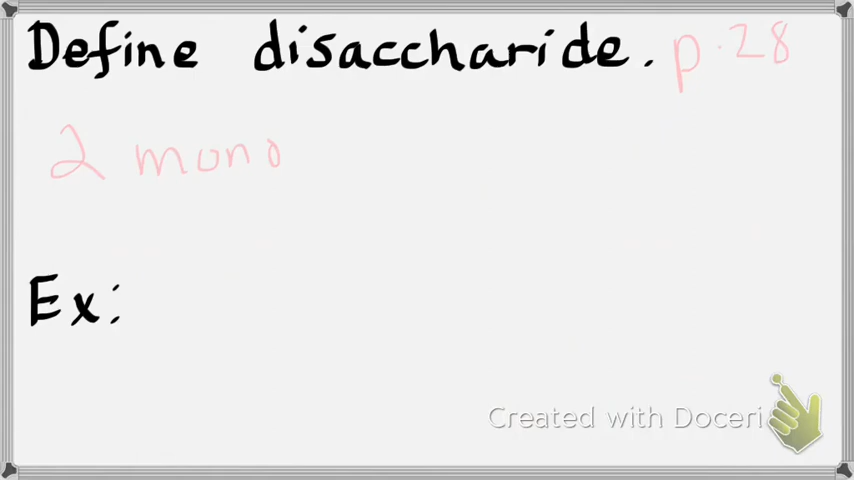 Define disaccharide. p.28
2 mono
Ex:
Created with Doceri